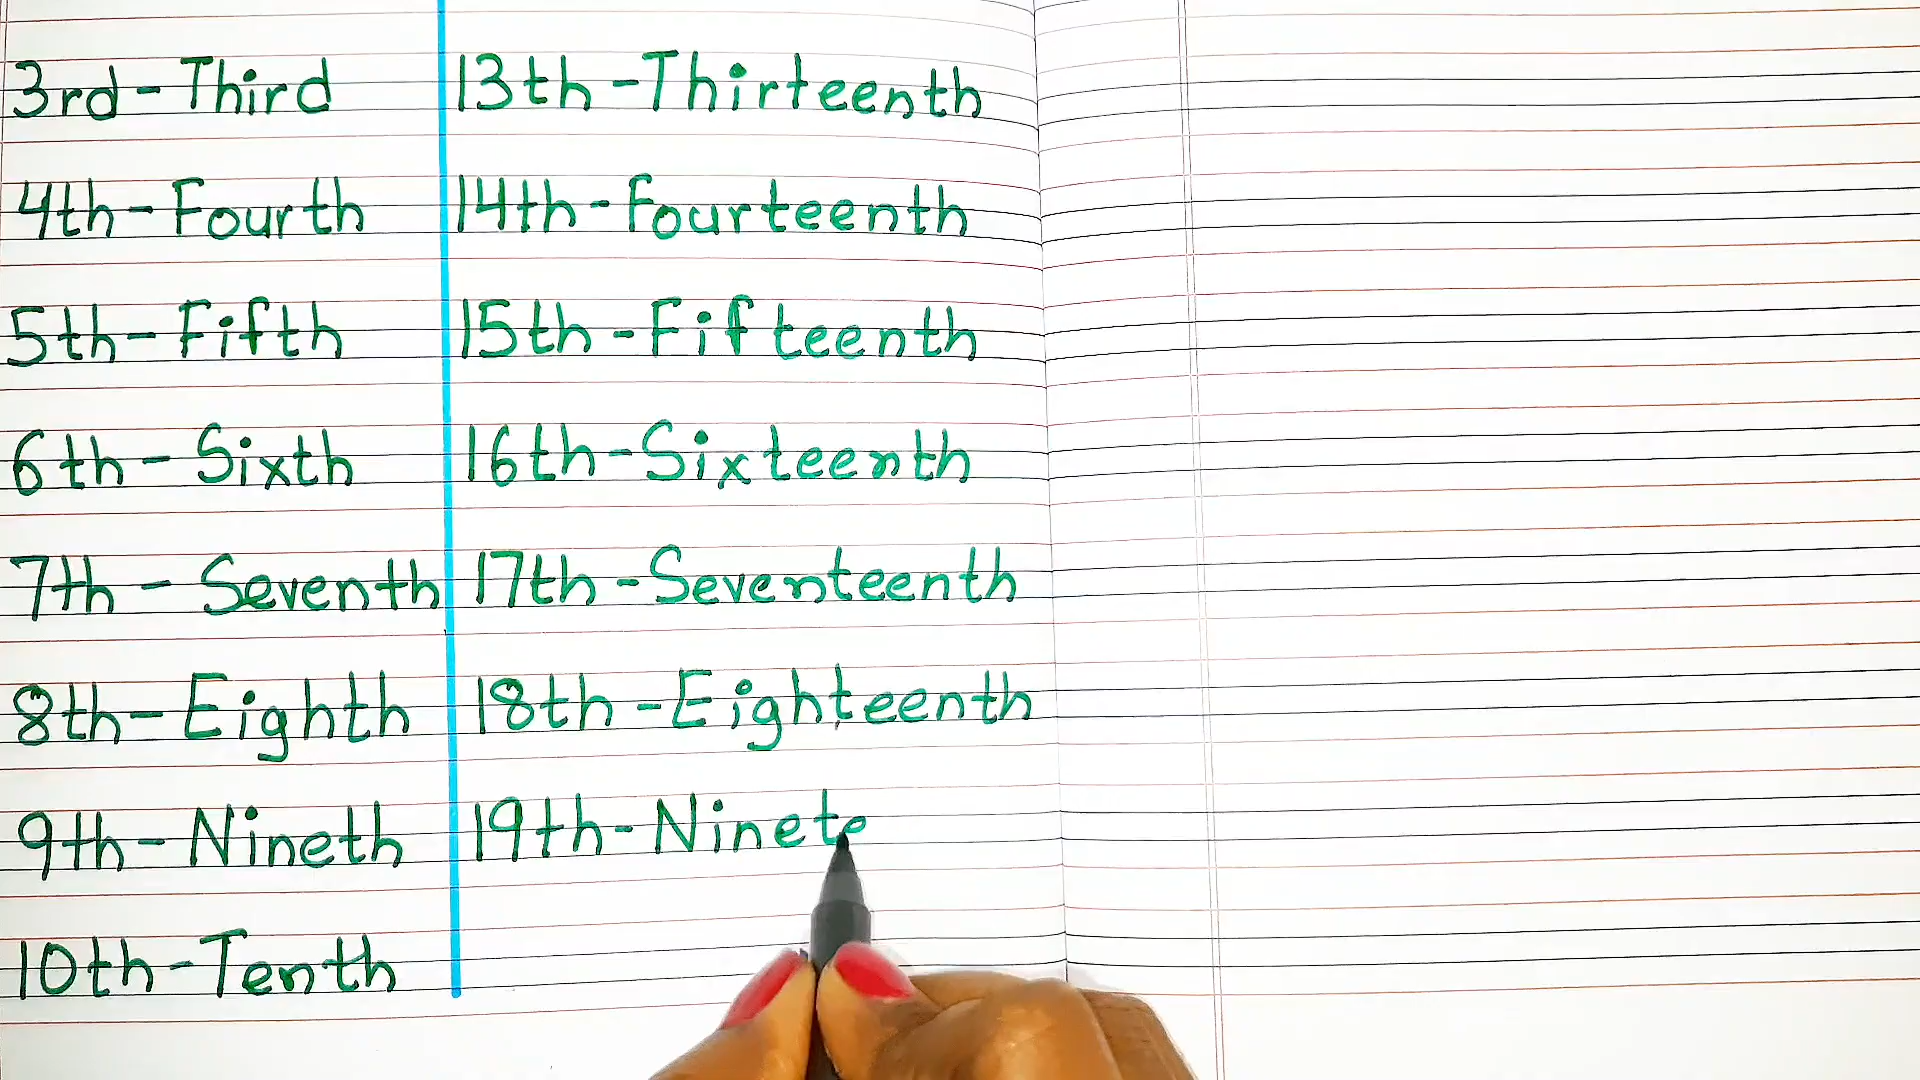 3rd-Third
4th-Fourth
5th-Fifth
6th-Sixth
7th-Seventh
8th-Eighth
9th-Nineth
10th-Tenth
13th-Thirteenth
14th-Fourteenth
15th-Fifteenth
16th-Sixteenth
17th-Seventeenth
18th-Eighteenth
19th-Ninete